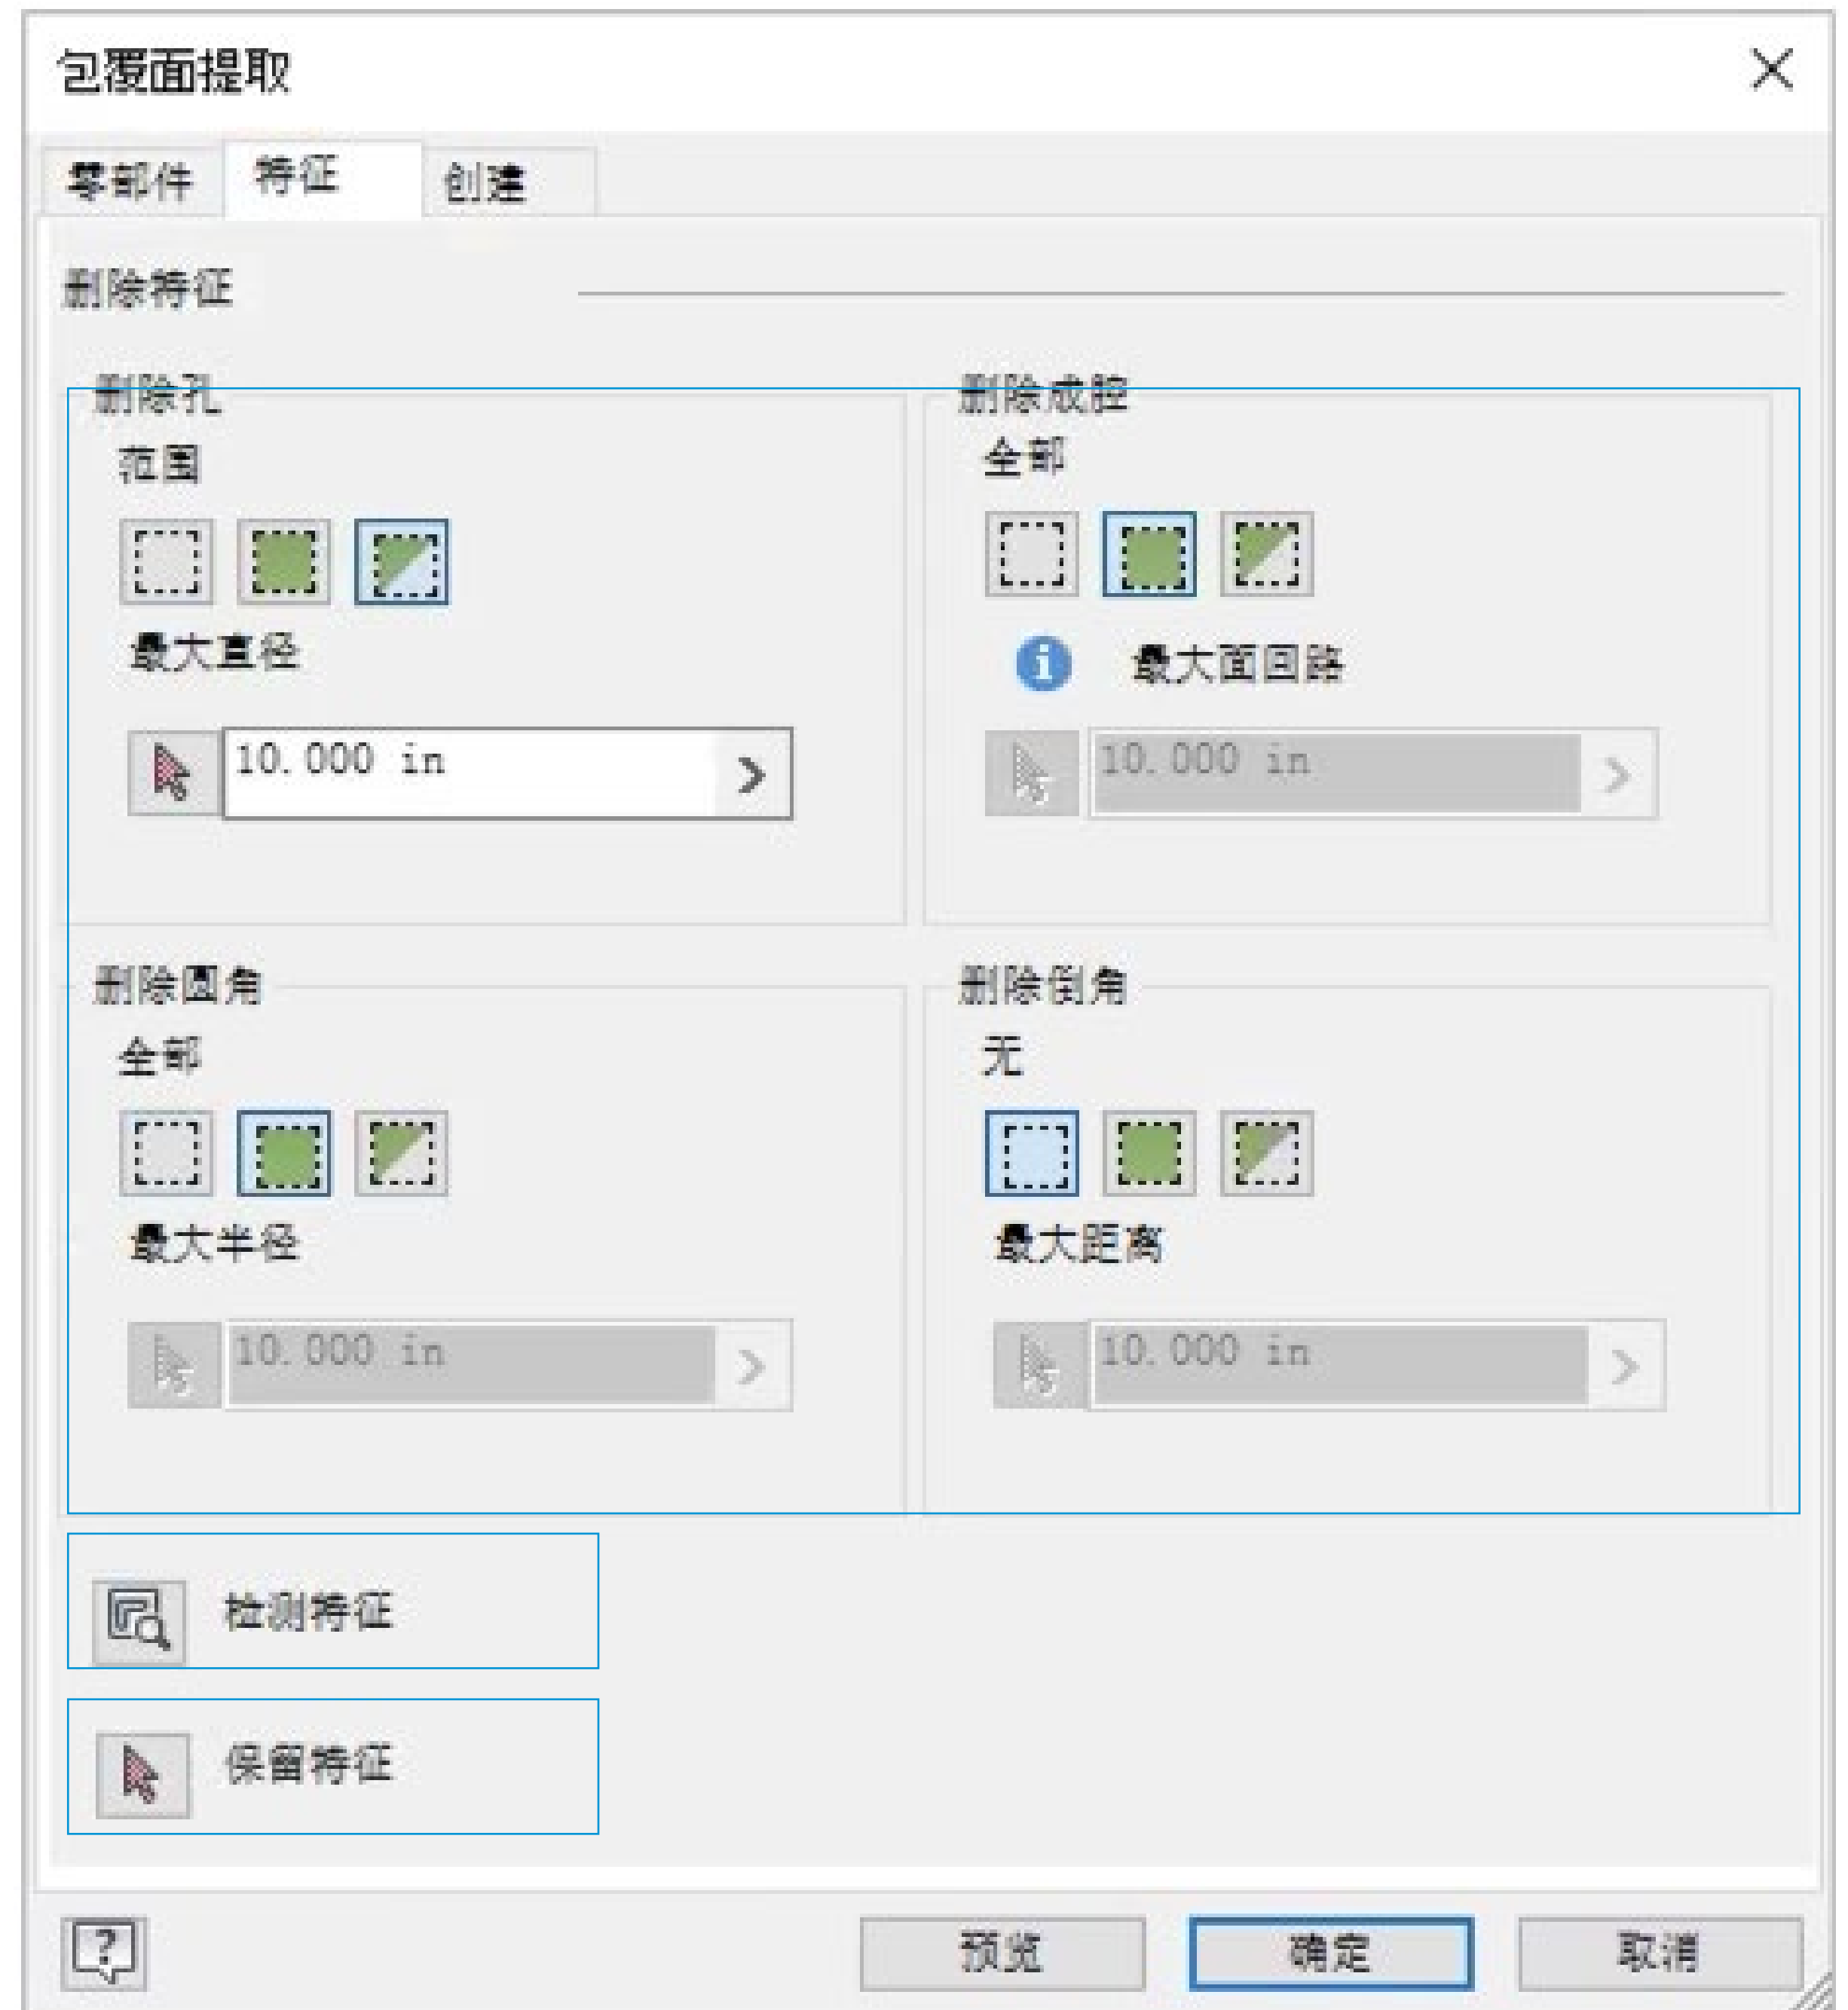 包覆面提取
零部件 特征 创建
删除特征
删除孔
范围
最大直径
10.000 in
删除成腔
全部
最大面回路
10.000 in
删除圆角
全部
最大半径
10.000 in
删除倒角
无
最大距离
10.000 in
检测特征
保留特征
预览 确定 取消